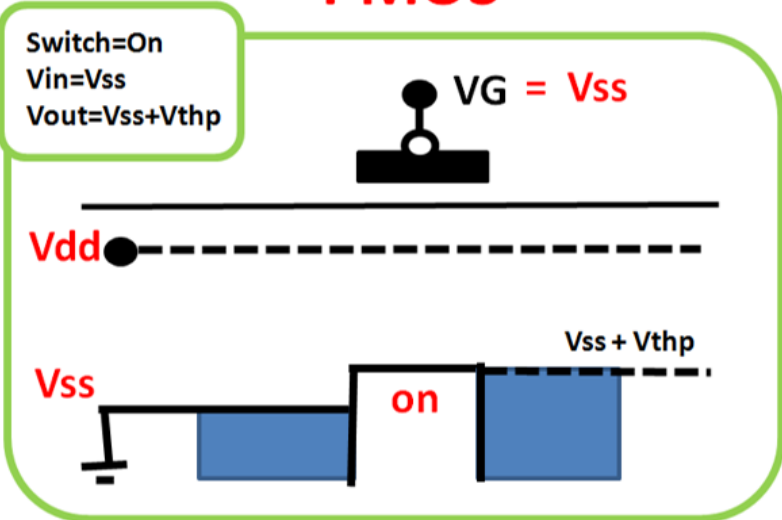 Switch=On
Vin=Vss
Vout=Vss+Vthp
VG = Vss
Vdd
Vss + Vthp
Vss
on